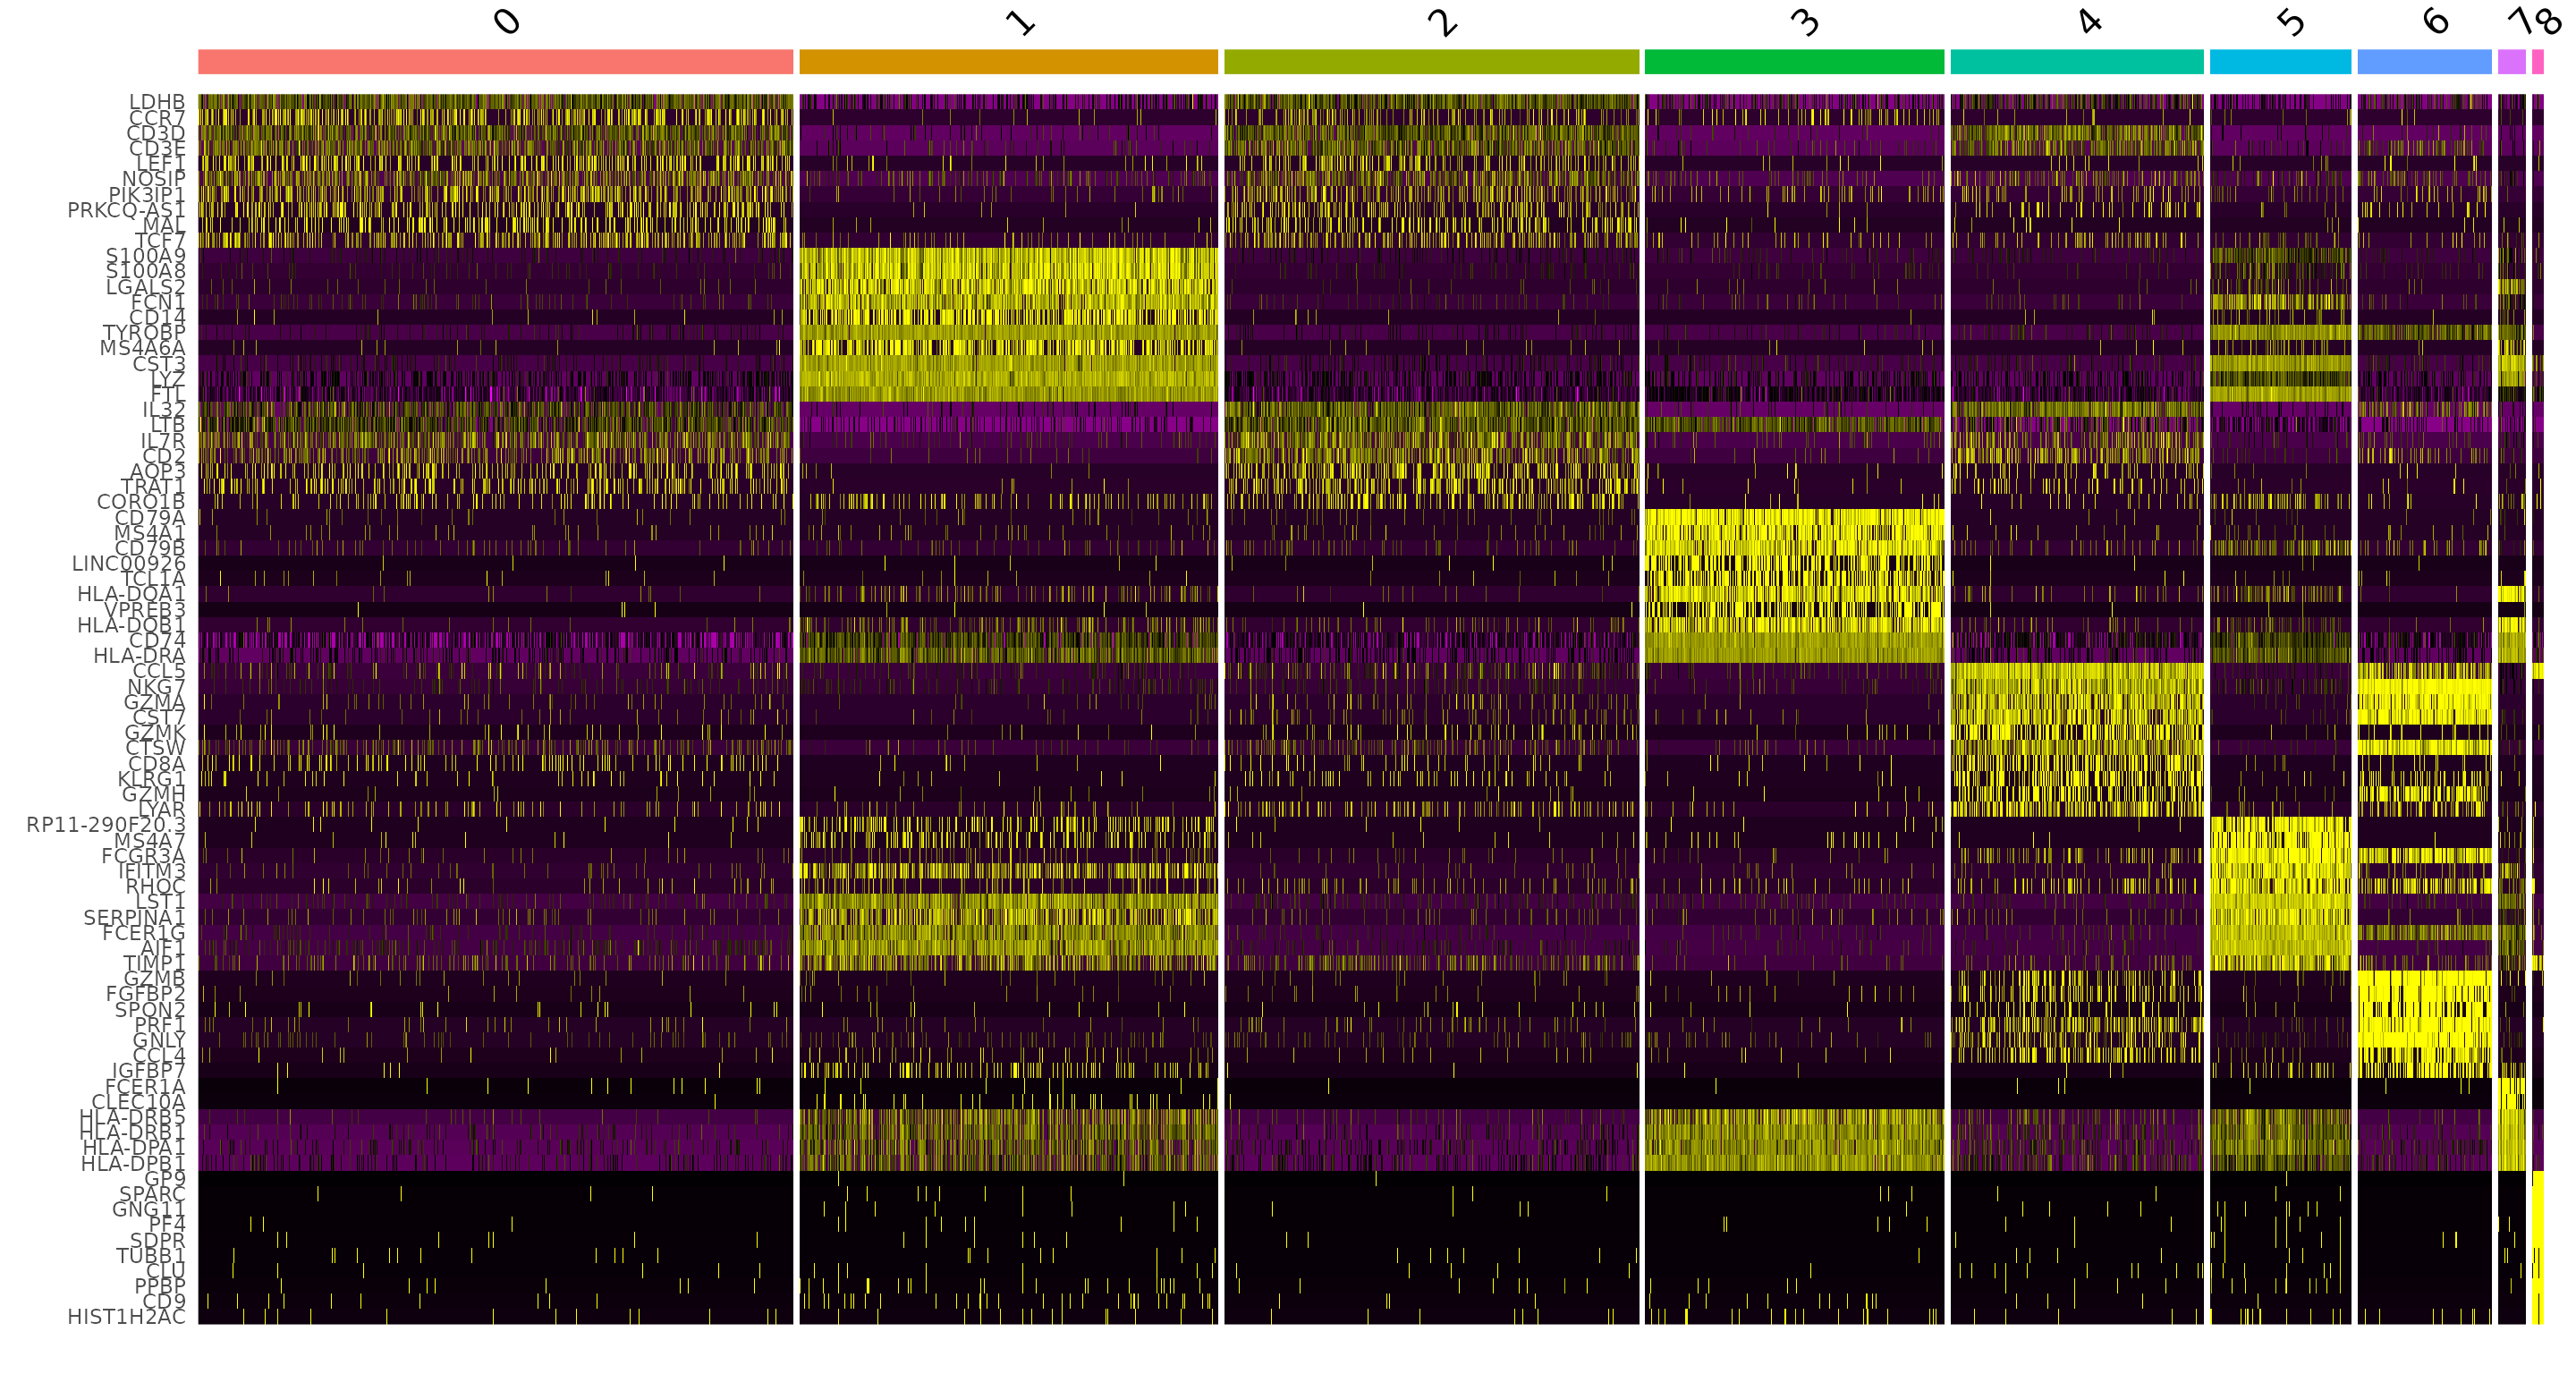 0 1 2 3 4 5 6 7 8
LDHB
CCR7
CD3D
CD3E
LEF1
NOSIP
PIK3IP1
PRKCQ-AS1
MAL
TCF7
S100A9
S100A8
LGALS2
FCN1
CD14
TYROBP
MS4A6A
CST3
LYZ
FTL
IL32
LTB
IL7R
CD2
AQP3
TRAT1
CORO1B
CD79A
MS4A1
CD79B
LINC00926
TCL1A
HLA-DQA1
VPREB3
HLA-DQB1
CD74
HLA-DRA
CCL5
NKG7
GZMA
CST7
GZMK
CTSW
CD8A
KLRG1
GZMH
LYAR
RP11-290F20.3
MS4A7
FCGR3A
IFITM3
RHOC
LST1
SERPINA1
FCER1G
AIF1
TIMP1
GZMB
FGFBP2
SPON2
PRF1
GNLY
CCL4
IGFBP7
FCER1A
CLEC10A
HLA-DRB5
HLA-DRB1
HLA-DPA1
HLA-DPB1
GP9
SPARC
GNG11
PF4
SDPR
TUBB1
CLU
PPBP
CD9
HIST1H2AC